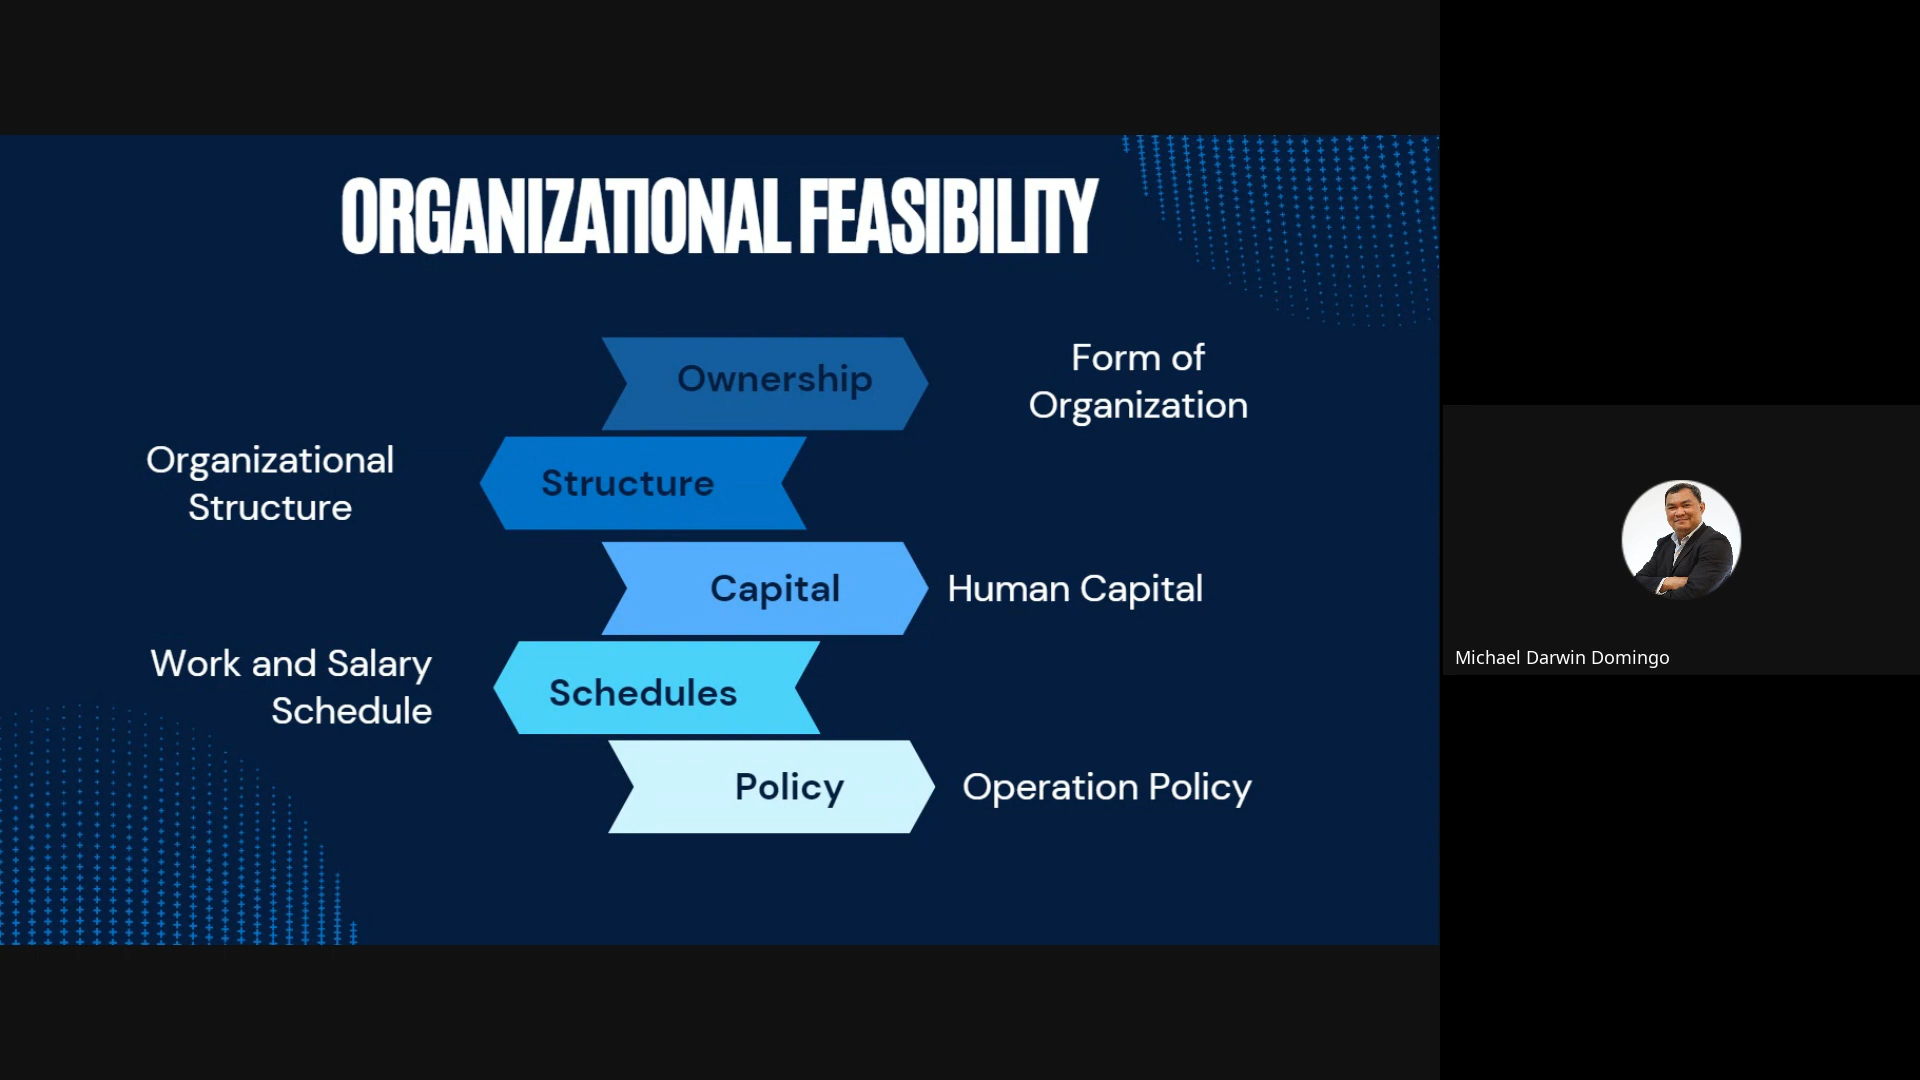 ORGANIZATIONAL FEASIBILITY
Ownership
Form of
Organization
Organizational
Structure
Structure
Capital
Human Capital
Work and Salary
Schedule
Schedules
Policy
Operation Policy
Michael Darwin Domingo